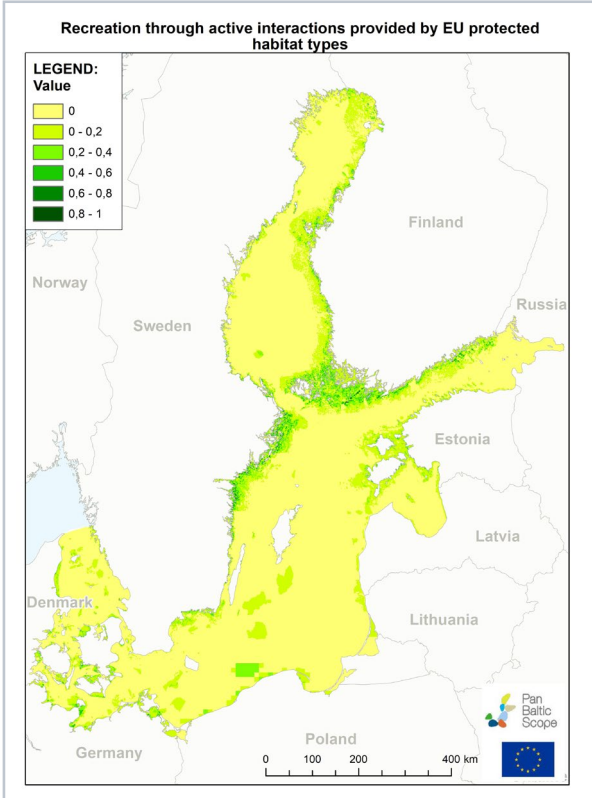 Recreation through active interactions provided by EU protected
habitat types
LEGEND:
Value
0
0 - 0,2
0,2 - 0,4
0,4 - 0,6
0,6 - 0,8
0,8 - 1
Finland
Norway
Russia
Sweden
Estonia
Latvia
Denmark
Lithuania
Pan
Baltic
Scope
Poland
Germany
0 100 200 400 km